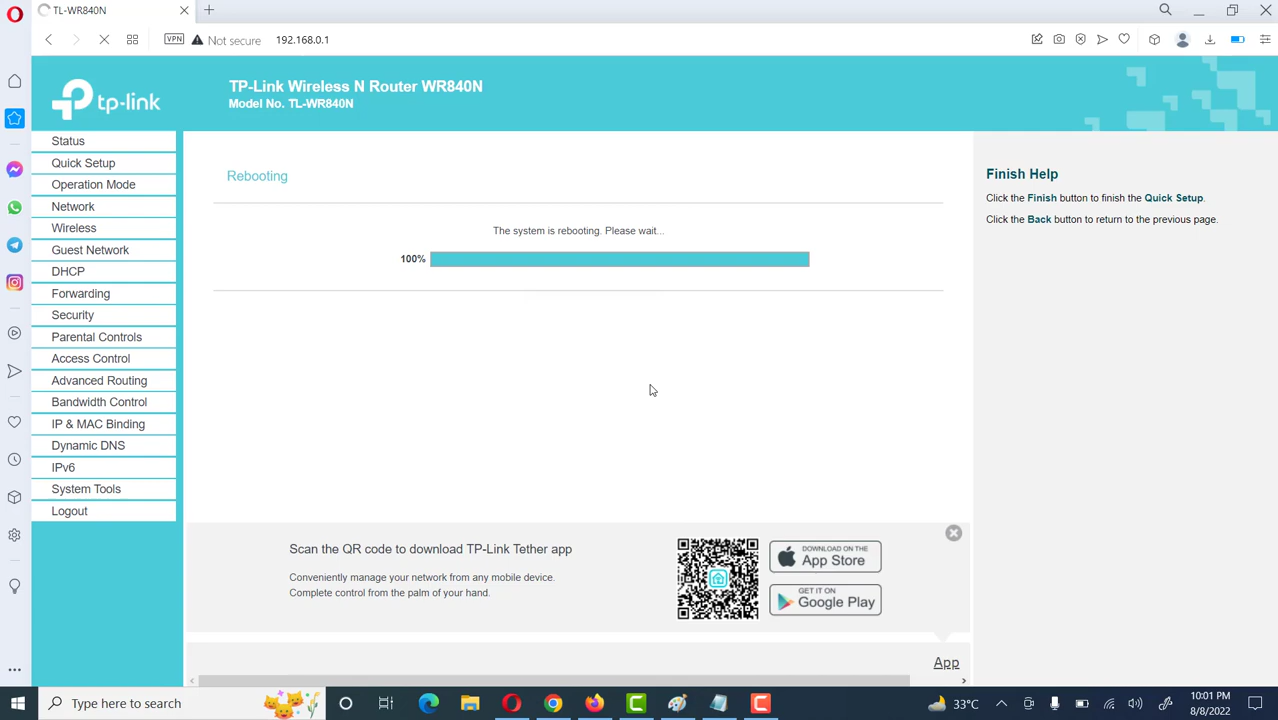 TL-WR840N
VPN
Not secure
192.168.0.1
tp-link
TP-Link Wireless N Router WR840N
Model No. TL-WR840N
Status
Quick Setup
Operation Mode
Network
Wireless
Guest Network
DHCP
Forwarding
Security
Parental Controls
Access Control
Advanced Routing
Bandwidth Control
IP & MAC Binding
Dynamic DNS
IPv6
System Tools
Logout
Rebooting
The system is rebooting. Please wait...
100%
Finish Help
Click the Finish button to finish the Quick Setup.
Click the Back button to return to the previous page.
Scan the QR code to download TP-Link Tether app
Conveniently manage your network from any mobile device.
Complete control from the palm of your hand.
DOWNLOAD ON THE
App Store
GET IT ON
Google Play
App
Type here to search
33°C
10:01 PM
8/8/2022